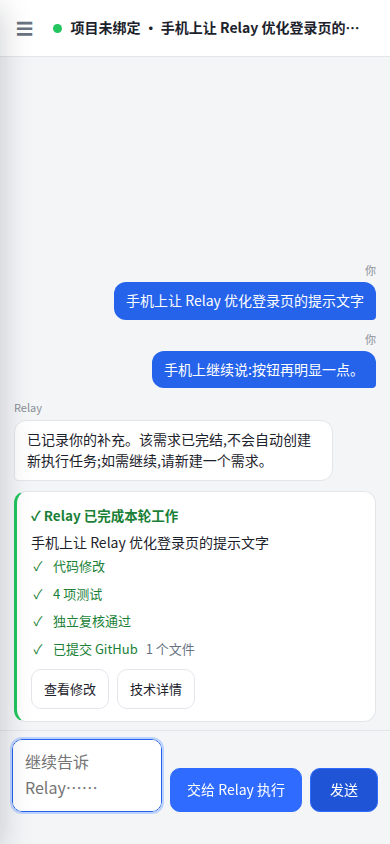 项目未绑定 · 手机上让 Relay 优化登录页的…
你
手机上让 Relay 优化登录页的提示文字
你
手机上继续说:按钮再明显一点。
Relay
已记录你的补充。该需求已完结,不会自动创建
新执行任务;如需继续,请新建一个需求。
✓ Relay 已完成本轮工作
手机上让 Relay 优化登录页的提示文字
✓ 代码修改
✓ 4 项测试
✓ 独立复核通过
✓ 已提交 GitHub 1 个文件
查看修改 技术详情
继续告诉
Relay……
交给 Relay 执行 发送